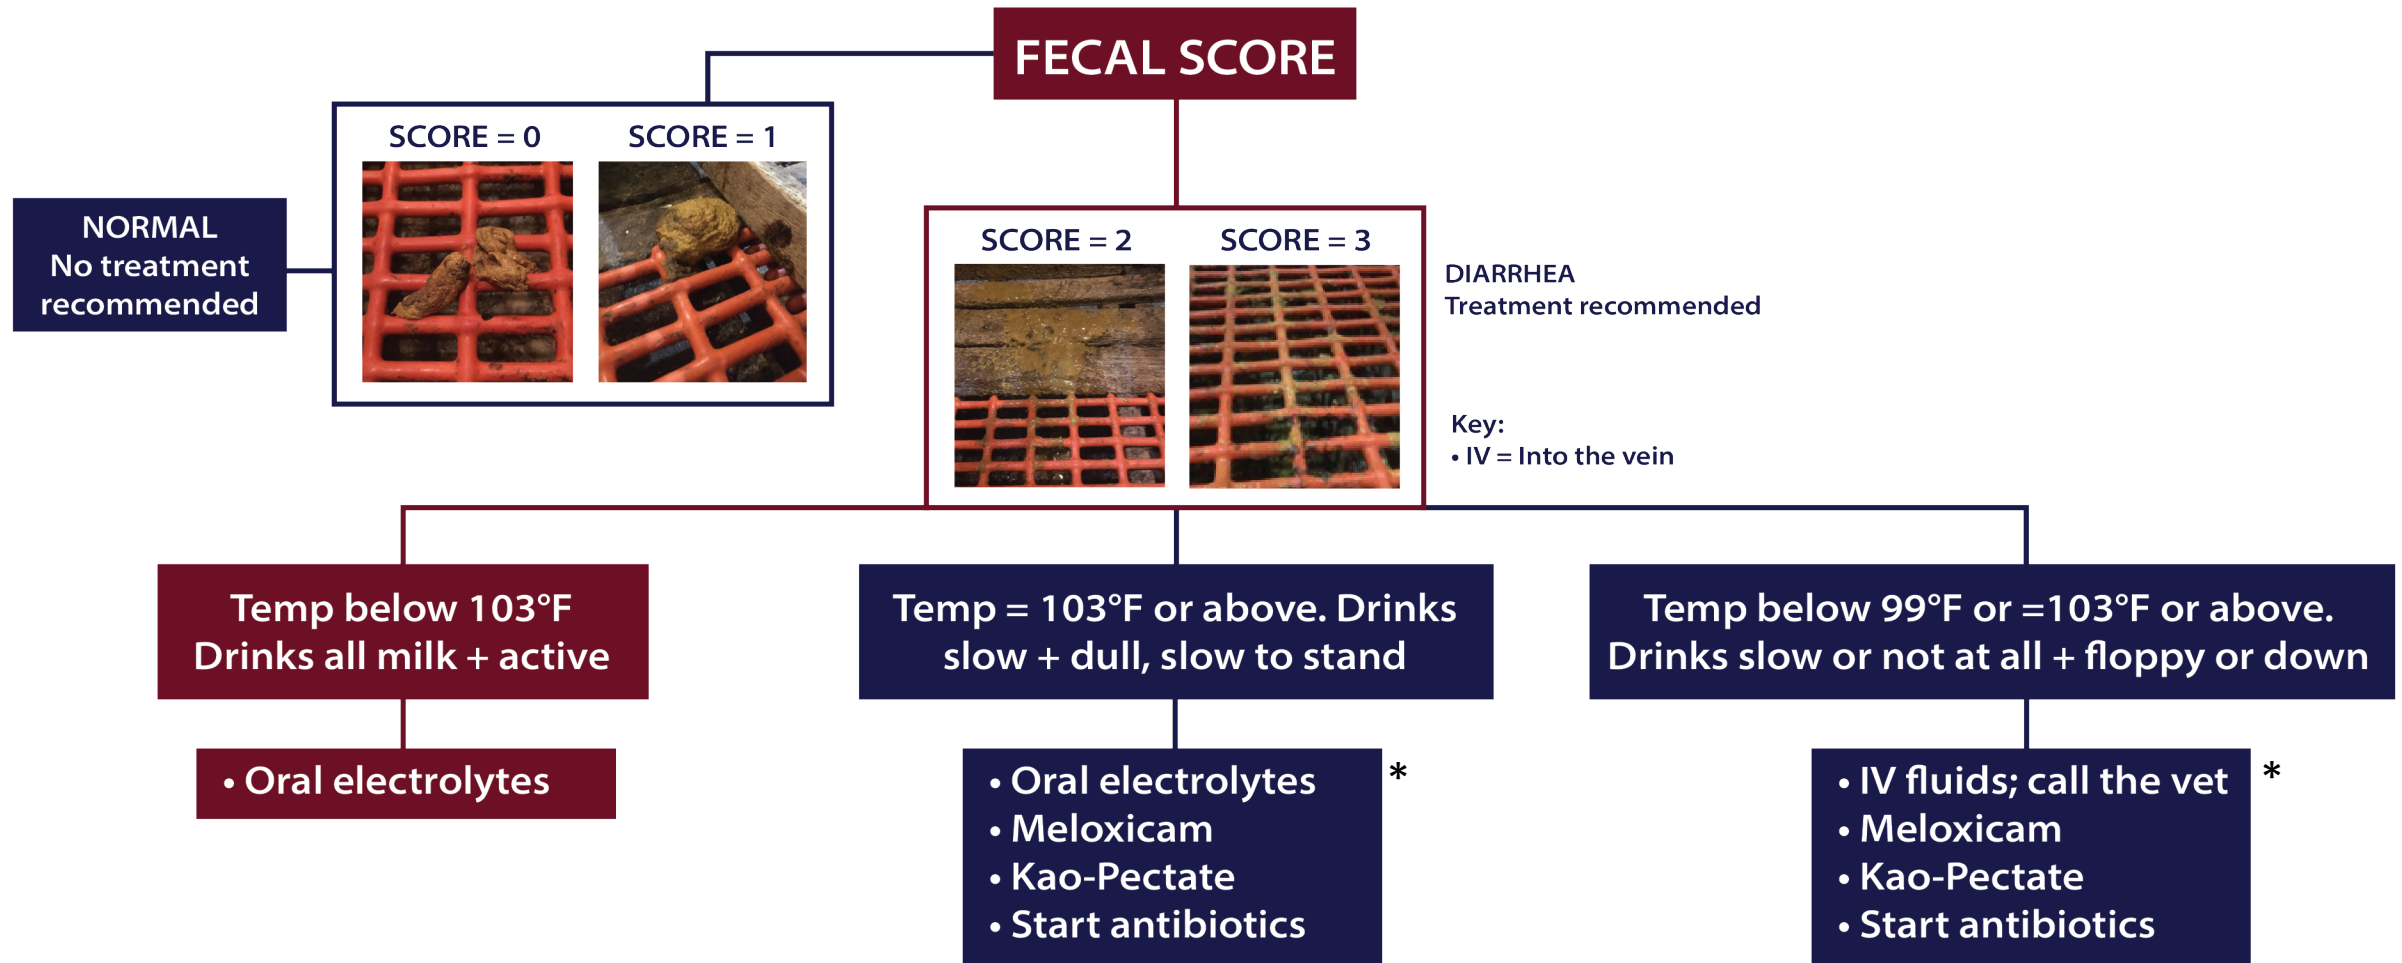 FECAL SCORE
SCORE = 0
SCORE = 1
NORMAL
No treatment
recommended
SCORE = 2
SCORE = 3
DIARRHEA
Treatment recommended
Key:
• IV = Into the vein
Temp below 103°F
Drinks all milk + active
Temp = 103°F or above. Drinks
slow + dull, slow to stand
Temp below 99°F or =103°F or above.
Drinks slow or not at all + floppy or down
• Oral electrolytes
• Oral electrolytes *
• Meloxicam
• Kao-Pectate
• Start antibiotics
• IV fluids; call the vet *
• Meloxicam
• Kao-Pectate
• Start antibiotics